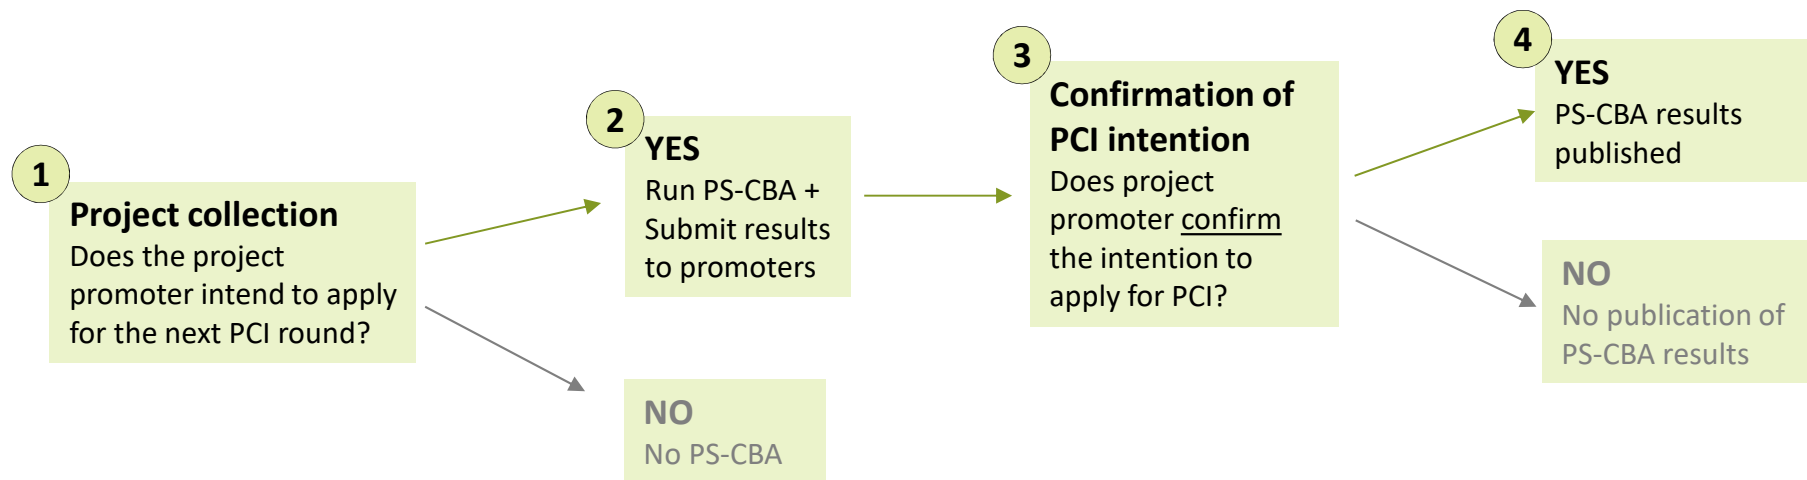 1
Project collection
Does the project
promoter intend to apply
for the next PCI round?
2
YES
Run PS-CBA +
Submit results
to promoters
NO
No PS-CBA
3
Confirmation of
PCI intention
Does project
promoter confirm
the intention to
apply for PCI?
4
YES
PS-CBA results
published
NO
No publication of
PS-CBA results